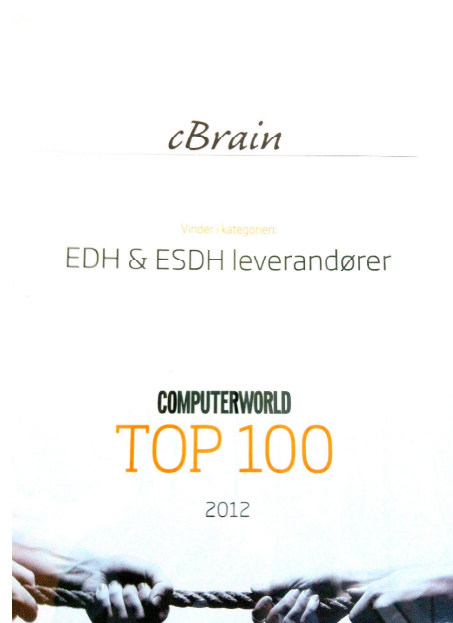 cBrain
Vinder i kategorien:
EDH & ESDH leverandører
COMPUTERWORLD
TOP 100
2012